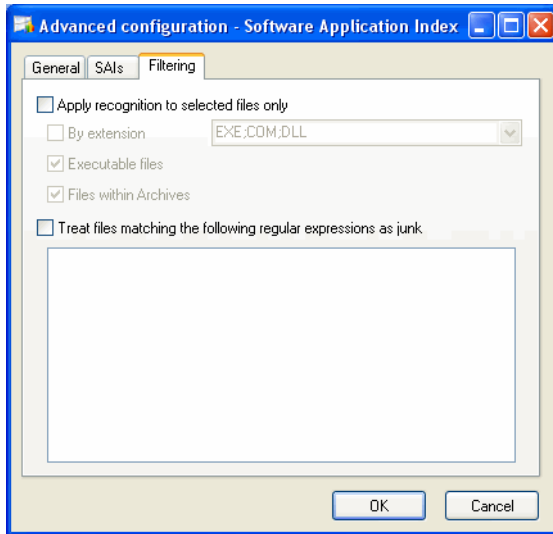 Advanced configuration - Software Application Index
General SAIs Filtering
Apply recognition to selected files only
By extension EXE;COM;DLL
Executable files
Files within Archives
Treat files matching the following regular expressions as junk
OK Cancel